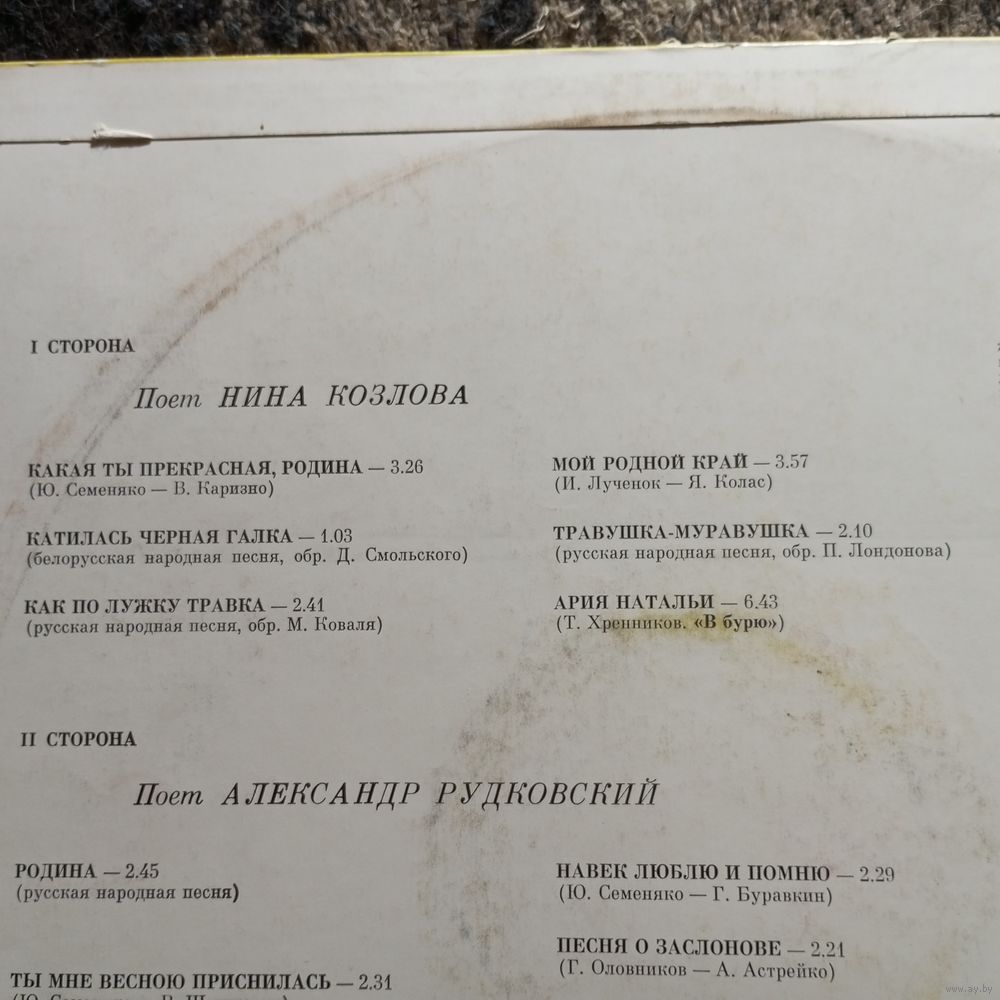 I СТОРОНА
Поет НИНА КОЗЛОВА
КАКАЯ ТЫ ПРЕКРАСНАЯ, РОДИНА — 3.26
(Ю. Семеняко — В. Каризно)
КАТИЛАСЬ ЧЕРНАЯ ГАЛКА — 1.03
(белорусская народная песня, обр. Д. Смольского)
КАК ПО ЛУЖКУ ТРАВКА — 2.41
(русская народная песня, обр. М. Коваля)
МОЙ РОДНОЙ КРАЙ — 3.57
(И. Лученок — Я. Колас)
ТРАВУШКА-МУРАВУШКА — 2.10
(русская народная песня, обр. П. Лондонова)
АРИЯ НАТАЛЬИ — 6.43
(Т. Хренников. «В бурю»)
II СТОРОНА
Поет АЛЕКСАНДР РУДКОВСКИЙ
РОДИНА — 2.45
(русская народная песня)
ТЫ МНЕ ВЕСНОЮ ПРИСНИЛАСЬ — 2.31
НАВЕК ЛЮБЛЮ И ПОМНЮ — 2.29
(Ю. Семеняко — Г. Буравкин)
ПЕСНЯ О ЗАСЛОНОВЕ — 2.21
(Г. Оловников — А. Астрейко)
www.ay.by